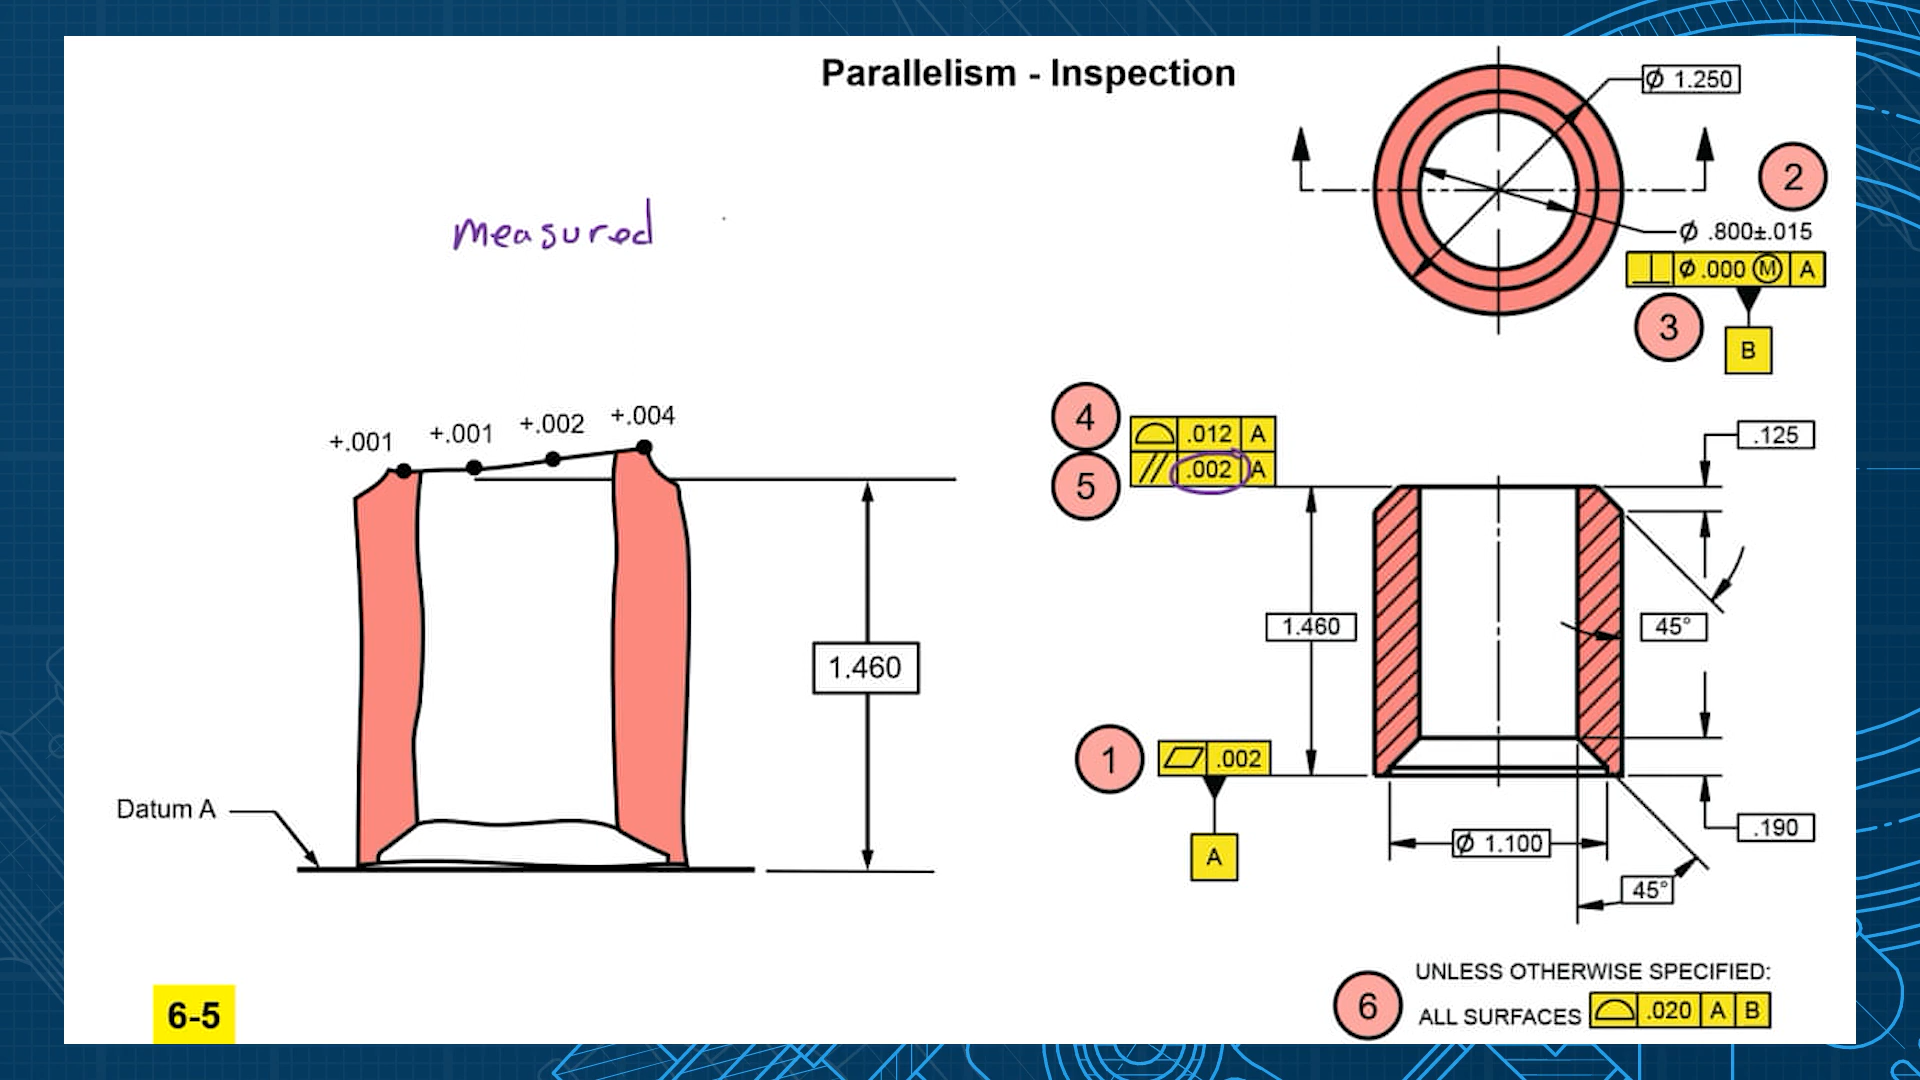 Parallelism - Inspection
measured
Ø 1.250
2
Ø .800±.015
⊥ Ø .000 Ⓜ A
3
B
4
⌓ .012 A
5
// .002 A
+.001
+.001
+.002
+.004
.125
1.460
1.460
45°
1
⏥ .002
A
Datum A
.190
Ø 1.100
45°
6-5
6
UNLESS OTHERWISE SPECIFIED:
ALL SURFACES ⌓ .020 A B